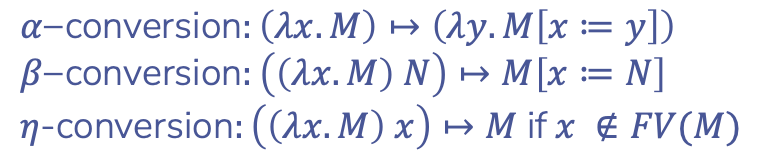 α−conversion: (λx. M) ↦ (λy. M[x ≔ y])
β−conversion: ((λx. M) N) ↦ M[x ≔ N]
η-conversion: ((λx. M) x) ↦ M if x ∉ FV(M)